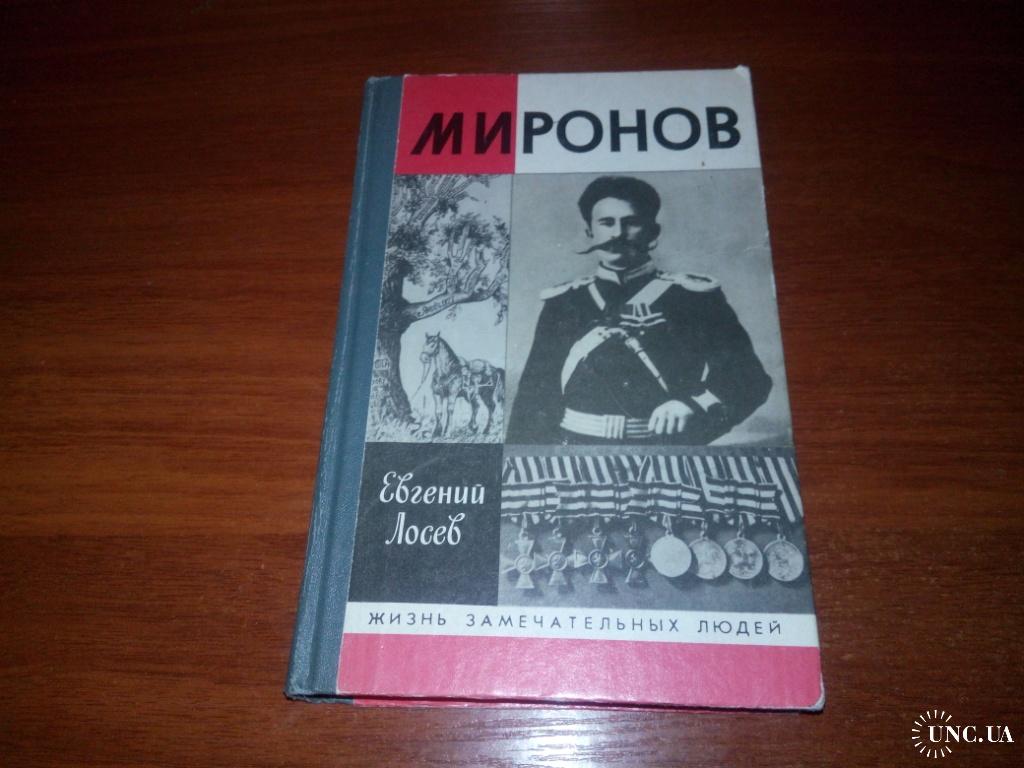 МИРОНОВ
Евгений
Лосев
ЖИЗНЬ ЗАМЕЧАТЕЛЬНЫХ ЛЮДЕЙ
UNC.UA